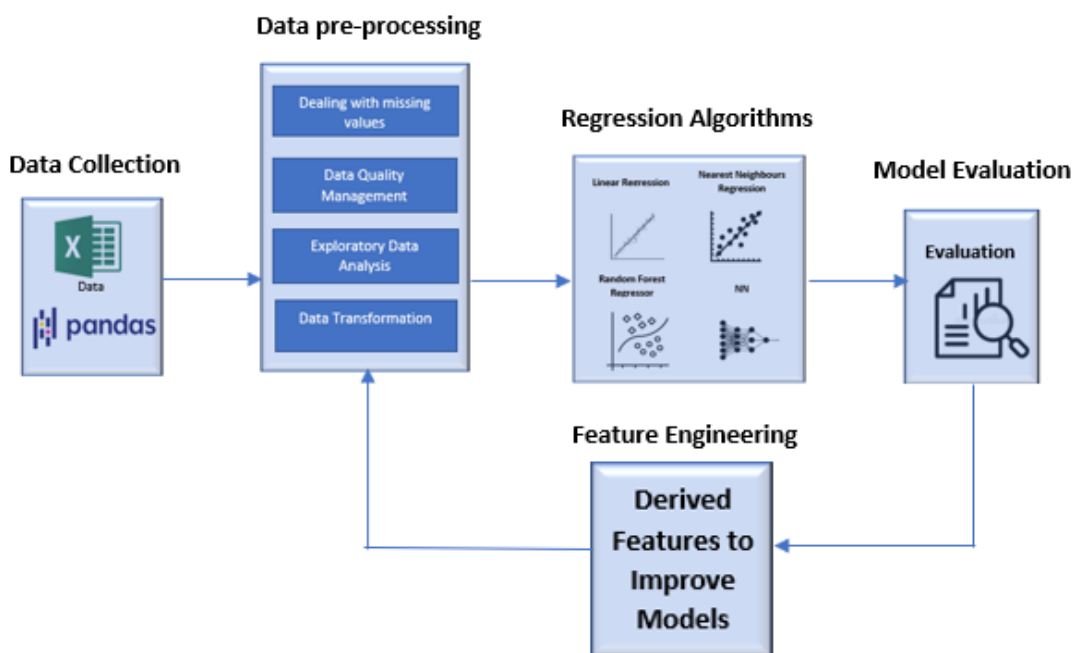 Data pre-processing
Dealing with missing
values
Data Quality
Management
Exploratory Data
Analysis
Data Transformation
Data Collection
Data
pandas
Regression Algorithms
Linear Regression
Nearest Neighbours
Regression
Random Forest
Regressor
NN
Model Evaluation
Evaluation
Feature Engineering
Derived
Features to
Improve
Models